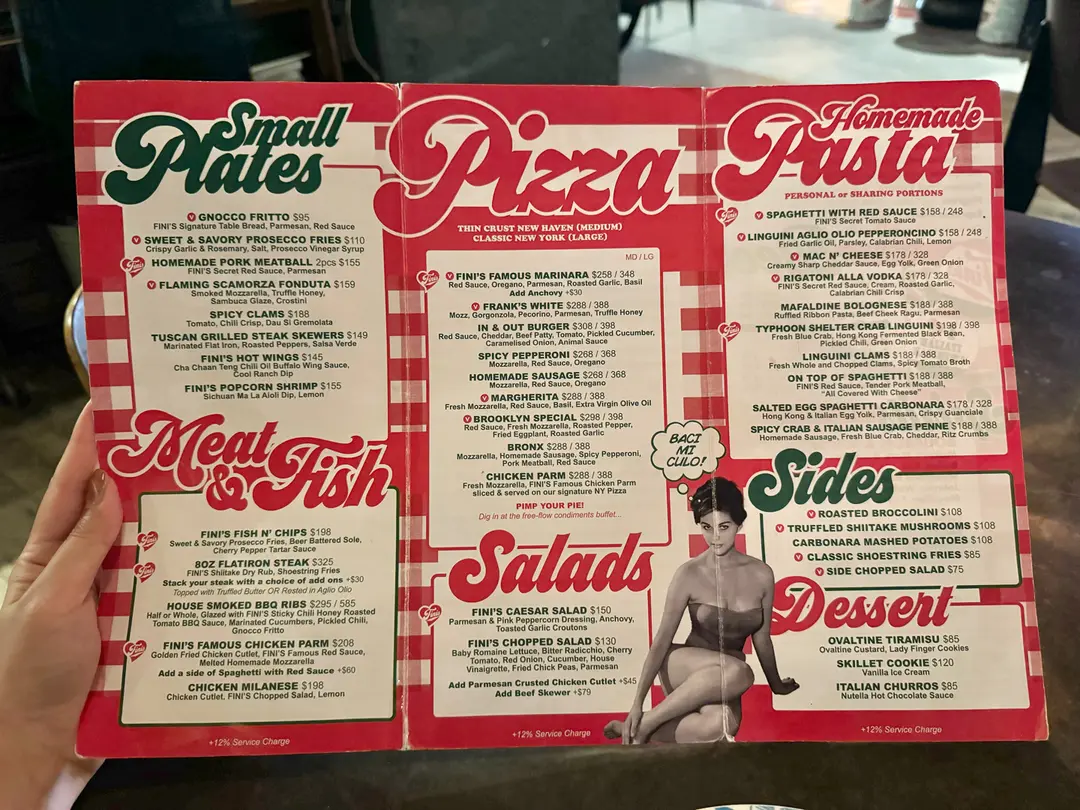 Small
Plates
V GNOCCO FRITTO $95
FINI'S Signature Table Bread, Parmesan, Red Sauce
V SWEET & SAVORY PROSECCO FRIES $110
Crispy Garlic & Rosemary, Salt, Prosecco Vinegar Syrup
HOMEMADE PORK MEATBALL 2pcs $155
FINI'S Secret Red Sauce, Parmesan
V FLAMING SCAMORZA FONDUTA $159
Smoked Mozzarella, Truffle Honey,
Sambuca Glaze, Crostini
SPICY CLAMS $188
Tomato, Chili Crisp, Dau Si Gremolata
TUSCAN GRILLED STEAK SKEWERS $149
Marinated Flat Iron, Roasted Peppers, Salsa Verde
FINI'S HOT WINGS $145
Cha Chaan Teng Chili Oil Buffalo Wing Sauce,
Cool Ranch Dip
FINI'S POPCORN SHRIMP $155
Sichuan Ma La Aioli Dip, Lemon
Meat
& Fish
FINI'S FISH N' CHIPS $198
Sweet & Savory Prosecco Fries, Beer Battered Sole,
Cherry Pepper Tartar Sauce
8OZ FLATIRON STEAK $325
FINI'S Shiitake Dry Rub, Shoestring Fries
Stack your steak with a choice of add ons +$30
Topped with Truffled Butter OR Rested in Aglio Olio
HOUSE SMOKED BBQ RIBS $295 / 585
Half or Whole, Glazed with FINI'S Sticky Chili Honey Roasted
Tomato BBQ Sauce, Marinated Cucumbers, Pickled Chili,
Gnocco Fritto
FINI'S FAMOUS CHICKEN PARM $208
Golden Fried Chicken Cutlet, FINI'S Famous Red Sauce,
Melted Homemade Mozzarella
Add a side of Spaghetti with Red Sauce +$60
CHICKEN MILANESE $198
Chicken Cutlet, FINI'S Chopped Salad, Lemon
+12% Service Charge
Pizza
THIN CRUST NEW HAVEN (MEDIUM)
CLASSIC NEW YORK (LARGE)
MD / LG
V FINI'S FAMOUS MARINARA $258 / 348
Red Sauce, Oregano, Parmesan, Roasted Garlic, Basil
Add Anchovy +$30
V FRANK'S WHITE $288 / 388
Mozz, Gorgonzola, Pecorino, Parmesan, Truffle Honey
IN & OUT BURGER $308 / 398
Red Sauce, Cheddar, Beef Patty, Tomato, Pickled Cucumber,
Caramelised Onion, Animal Sauce
SPICY PEPPERONI $268 / 368
Mozzarella, Red Sauce, Oregano
HOMEMADE SAUSAGE $268 / 368
Mozzarella, Red Sauce, Oregano
V MARGHERITA $288 / 388
Fresh Mozzarella, Red Sauce, Basil, Extra Virgin Olive Oil
V BROOKLYN SPECIAL $298 / 398
Red Sauce, Fresh Mozzarella, Roasted Pepper,
Fried Eggplant, Roasted Garlic
BRONX $288 / 388
Mozzarella, Homemade Sausage, Spicy Pepperoni,
Pork Meatball, Red Sauce
CHICKEN PARM $288 / 388
Fresh Mozzarella, FINI'S Famous Chicken Parm
sliced & served on our signature NY Pizza
PIMP YOUR PIE!
Dig in at the free-flow condiments buffet...
Salads
FINI'S CAESAR SALAD $150
Parmesan & Pink Peppercorn Dressing, Anchovy,
Toasted Garlic Croutons
FINI'S CHOPPED SALAD $130
Baby Romaine Lettuce, Bitter Radicchio, Cherry
Tomato, Red Onion, Cucumber, House
Vinaigrette, Fried Chick Peas, Parmesan
Add Parmesan Crusted Chicken Cutlet +$45
Add Beef Skewer +$79
+12% Service Charge
BACI
MI
CULO!
Homemade
Pasta
PERSONAL or SHARING PORTIONS
V SPAGHETTI WITH RED SAUCE $158 / 248
FINI'S Secret Tomato Sauce
V LINGUINI AGLIO OLIO PEPPERONCINO $158 / 248
Fried Garlic Oil, Parsley, Calabrian Chili, Lemon
V MAC N' CHEESE $178 / 328
Creamy Sharp Cheddar Sauce, Egg Yolk, Green Onion
V RIGATONI ALLA VODKA $178 / 328
FINI'S Secret Red Sauce, Cream, Roasted Garlic,
Calabrian Chili Crisp
MAFALDINE BOLOGNESE $188 / 388
Ruffled Ribbon Pasta, Beef Cheek Ragu, Parmesan
TYPHOON SHELTER CRAB LINGUINI $198 / 398
Fresh Blue Crab, Hong Kong Fermented Black Bean,
Pickled Chili, Green Onion
LINGUINI CLAMS $188 / 388
Fresh Whole and Chopped Clams, Spicy Tomato Broth
ON TOP OF SPAGHETTI $188 / 388
FINI'S Red Sauce, Tender Pork Meatball,
"All Covered With Cheese"
SALTED EGG SPAGHETTI CARBONARA $178 / 328
Hong Kong & Italian Egg Yolk, Parmesan, Crispy Guanciale
SPICY CRAB & ITALIAN SAUSAGE PENNE $188 / 388
Homemade Sausage, Fresh Blue Crab, Cheddar, Ritz Crumbs
Sides
V ROASTED BROCCOLINI $108
V TRUFFLED SHIITAKE MUSHROOMS $108
CARBONARA MASHED POTATOES $108
V CLASSIC SHOESTRING FRIES $85
V SIDE CHOPPED SALAD $75
Dessert
OVALTINE TIRAMISU $85
Ovaltine Custard, Lady Finger Cookies
SKILLET COOKIE $120
Vanilla Ice Cream
ITALIAN CHURROS $85
Nutella Hot Chocolate Sauce
+12% Service Charge